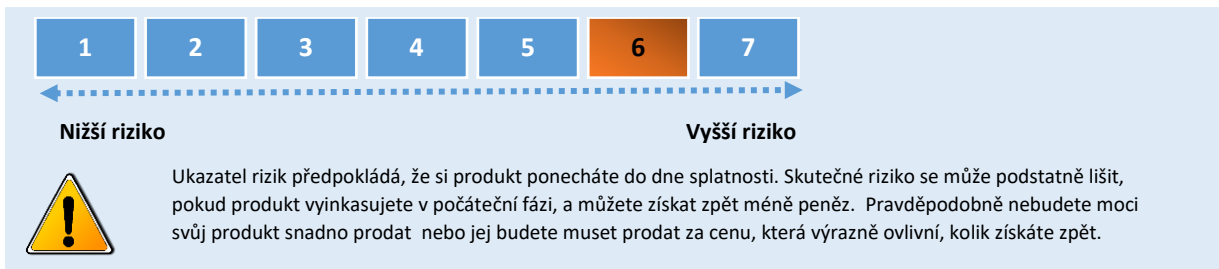 1 2 3 4 5 6 7
Nižší riziko Vyšší riziko
Ukazatel rizik předpokládá, že si produkt ponecháte do dne splatnosti. Skutečné riziko se může podstatně lišit,
pokud produkt vyinkasujete v počáteční fázi, a můžete získat zpět méně peněz. Pravděpodobně nebudete moci
svůj produkt snadno prodat nebo jej budete muset prodat za cenu, která výrazně ovlivní, kolik získáte zpět.